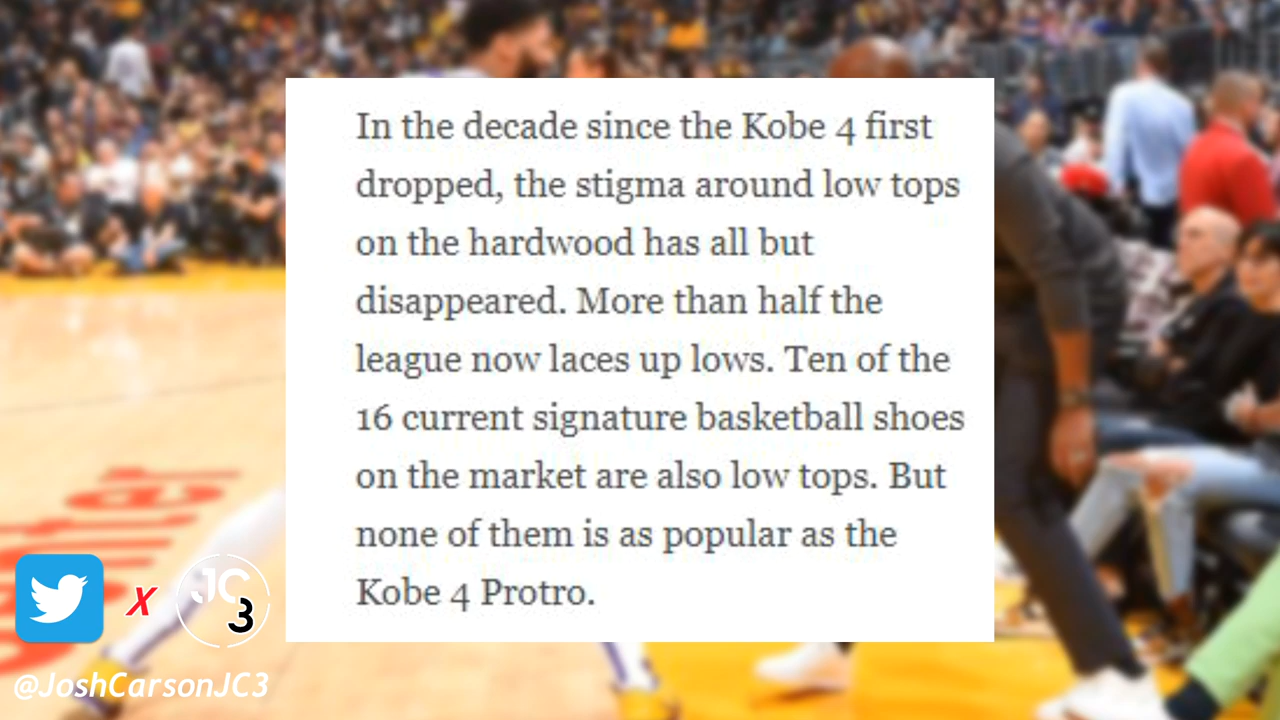 In the decade since the Kobe 4 first
dropped, the stigma around low tops
on the hardwood has all but
disappeared. More than half the
league now laces up lows. Ten of the
16 current signature basketball shoes
on the market are also low tops. But
none of them is as popular as the
Kobe 4 Protro.
X
JC
3
@JoshCarsonJC3